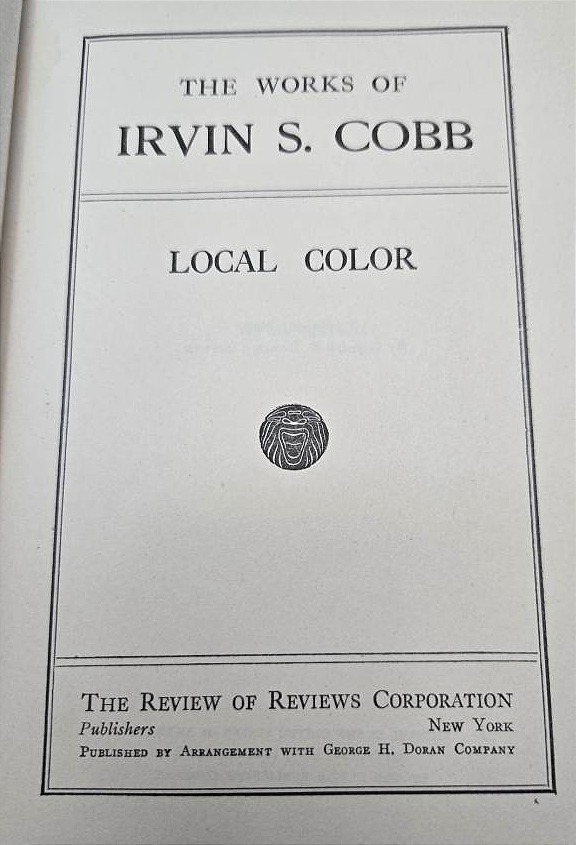 THE WORKS OF
IRVIN S. COBB
LOCAL COLOR
THE REVIEW OF REVIEWS CORPORATION
Publishers NEW YORK
PUBLISHED BY ARRANGEMENT WITH GEORGE H. DORAN COMPANY